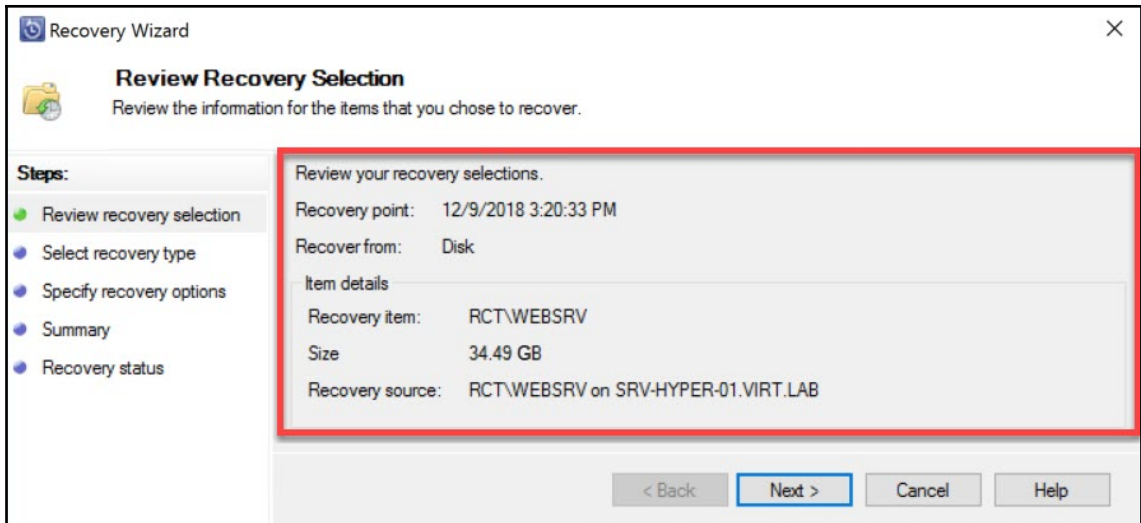 Recovery Wizard
Review Recovery Selection
Review the information for the items that you chose to recover.
Steps:
Review recovery selection
Select recovery type
Specify recovery options
Summary
Recovery status
Review your recovery selections.
Recovery point: 12/9/2018 3:20:33 PM
Recover from: Disk
Item details
Recovery item: RCT\WEBSRV
Size 34.49 GB
Recovery source: RCT\WEBSRV on SRV-HYPER-01.VIRT.LAB
< Back Next > Cancel Help